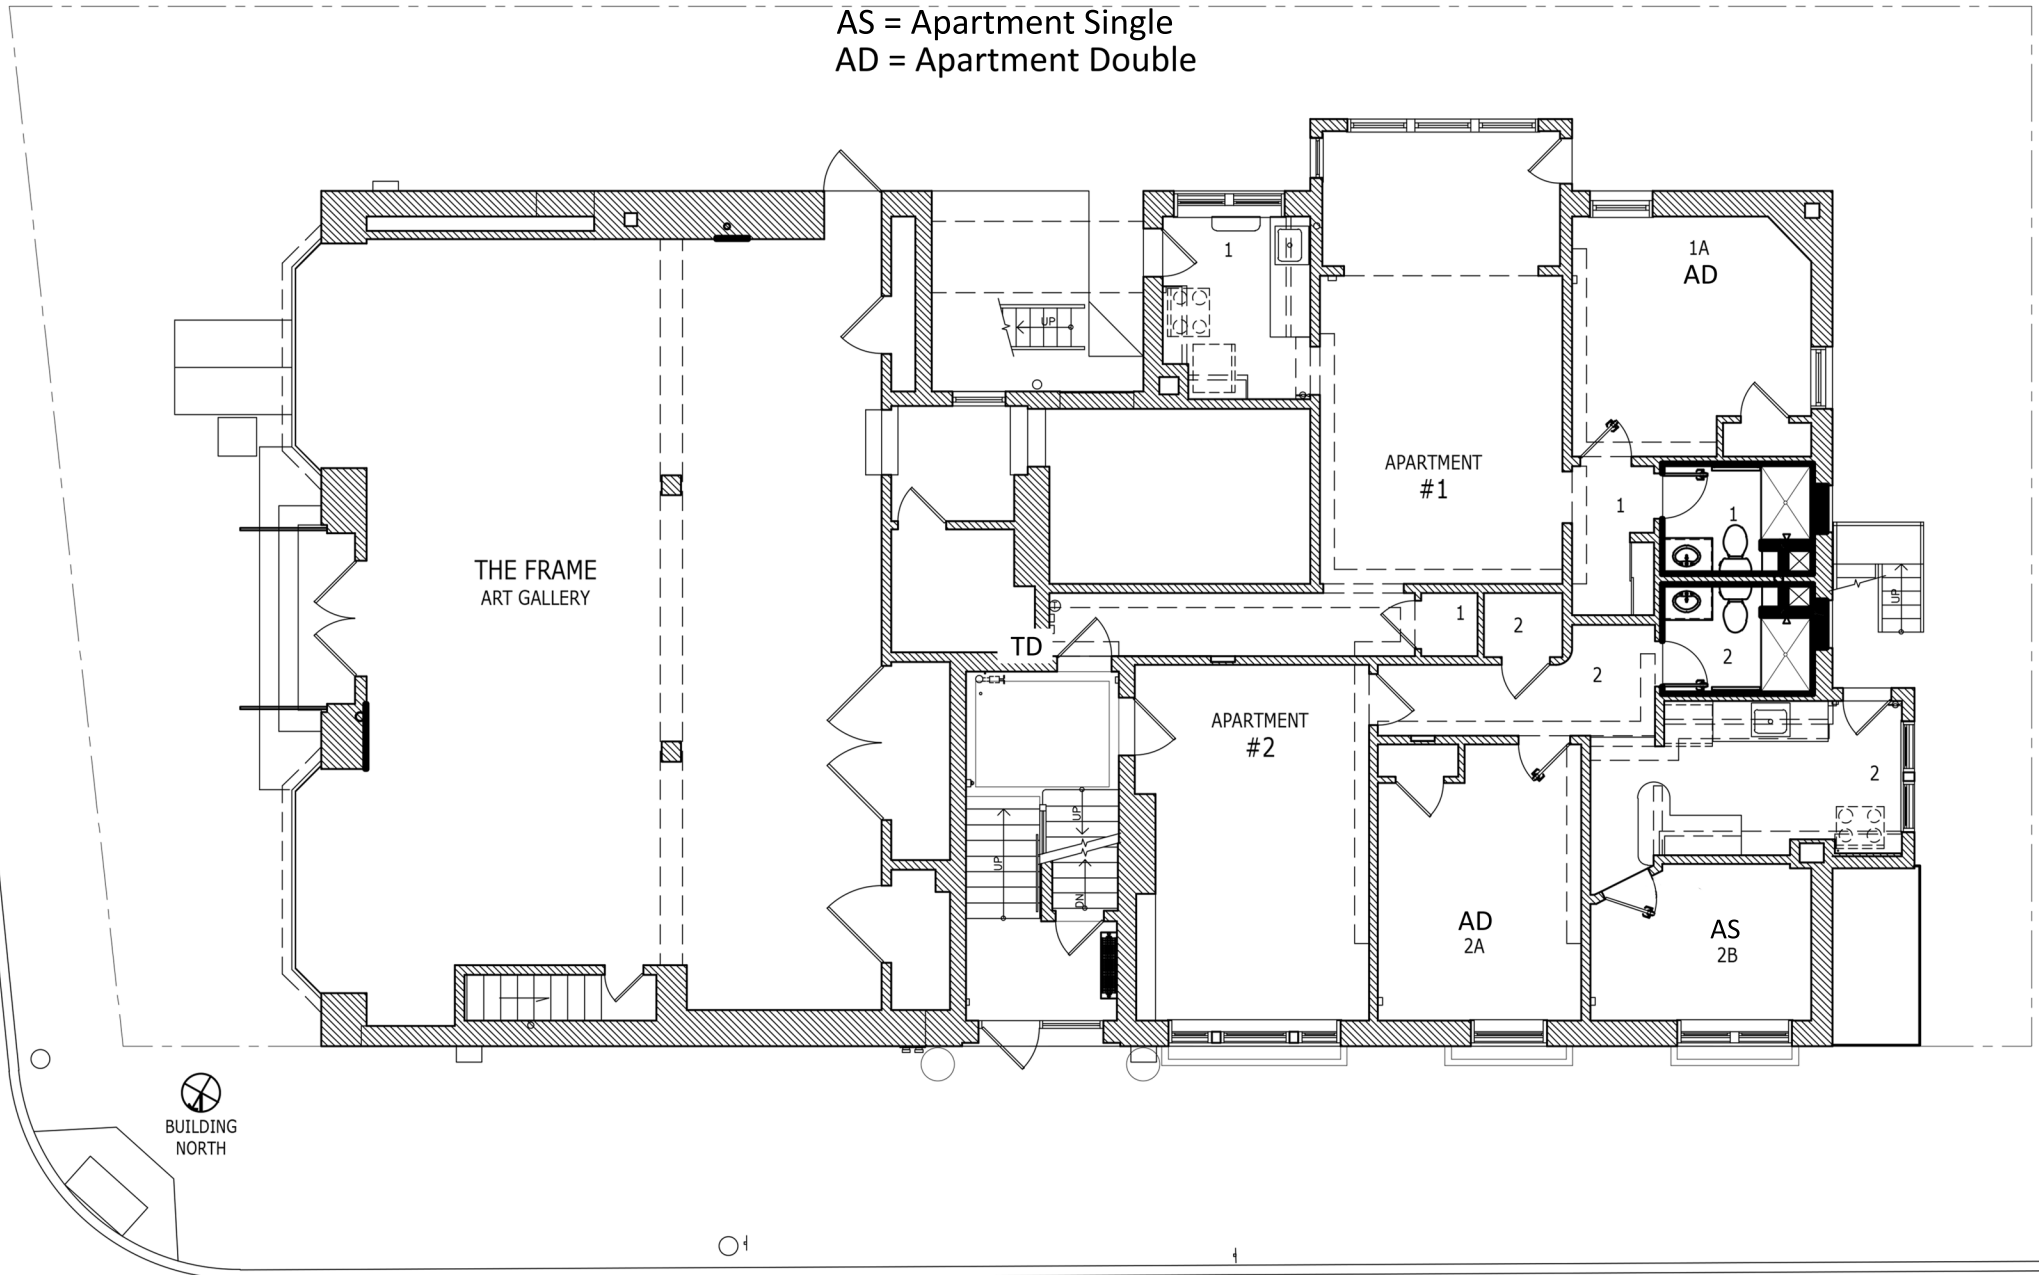 AS = Apartment Single
AD = Apartment Double
1
1A
AD
UP
APARTMENT
#1
1
1
THE FRAME
ART GALLERY
UP
1
2
TD
2
2
APARTMENT
#2
2
UP
UP
DN
AD
2A
AS
2B
BUILDING
NORTH